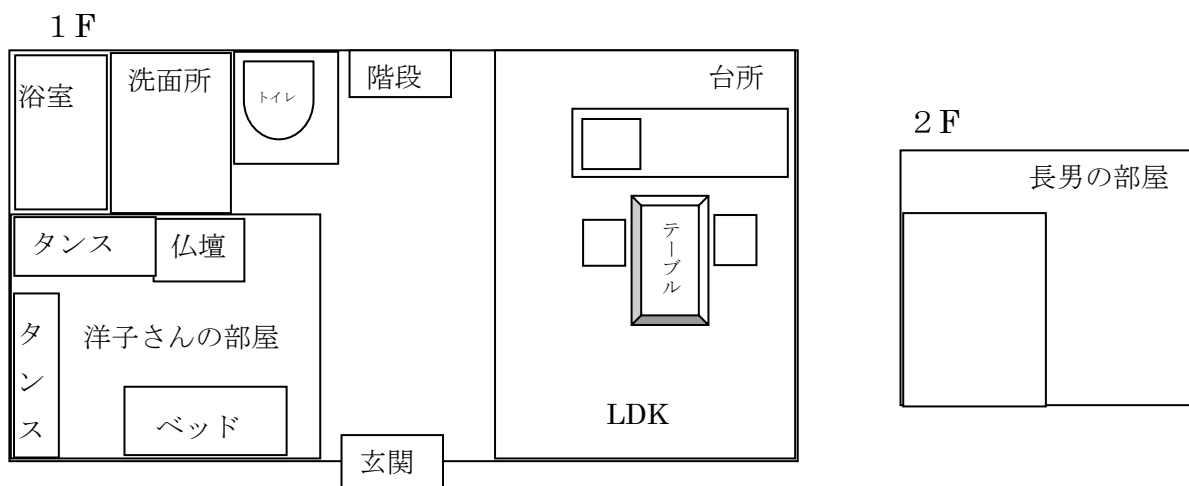 １F
浴室
洗面所
トイレ
階段
台所
タンス
仏壇
テーブル
タンス
洋子さんの部屋
ベッド
LDK
玄関
２F
長男の部屋